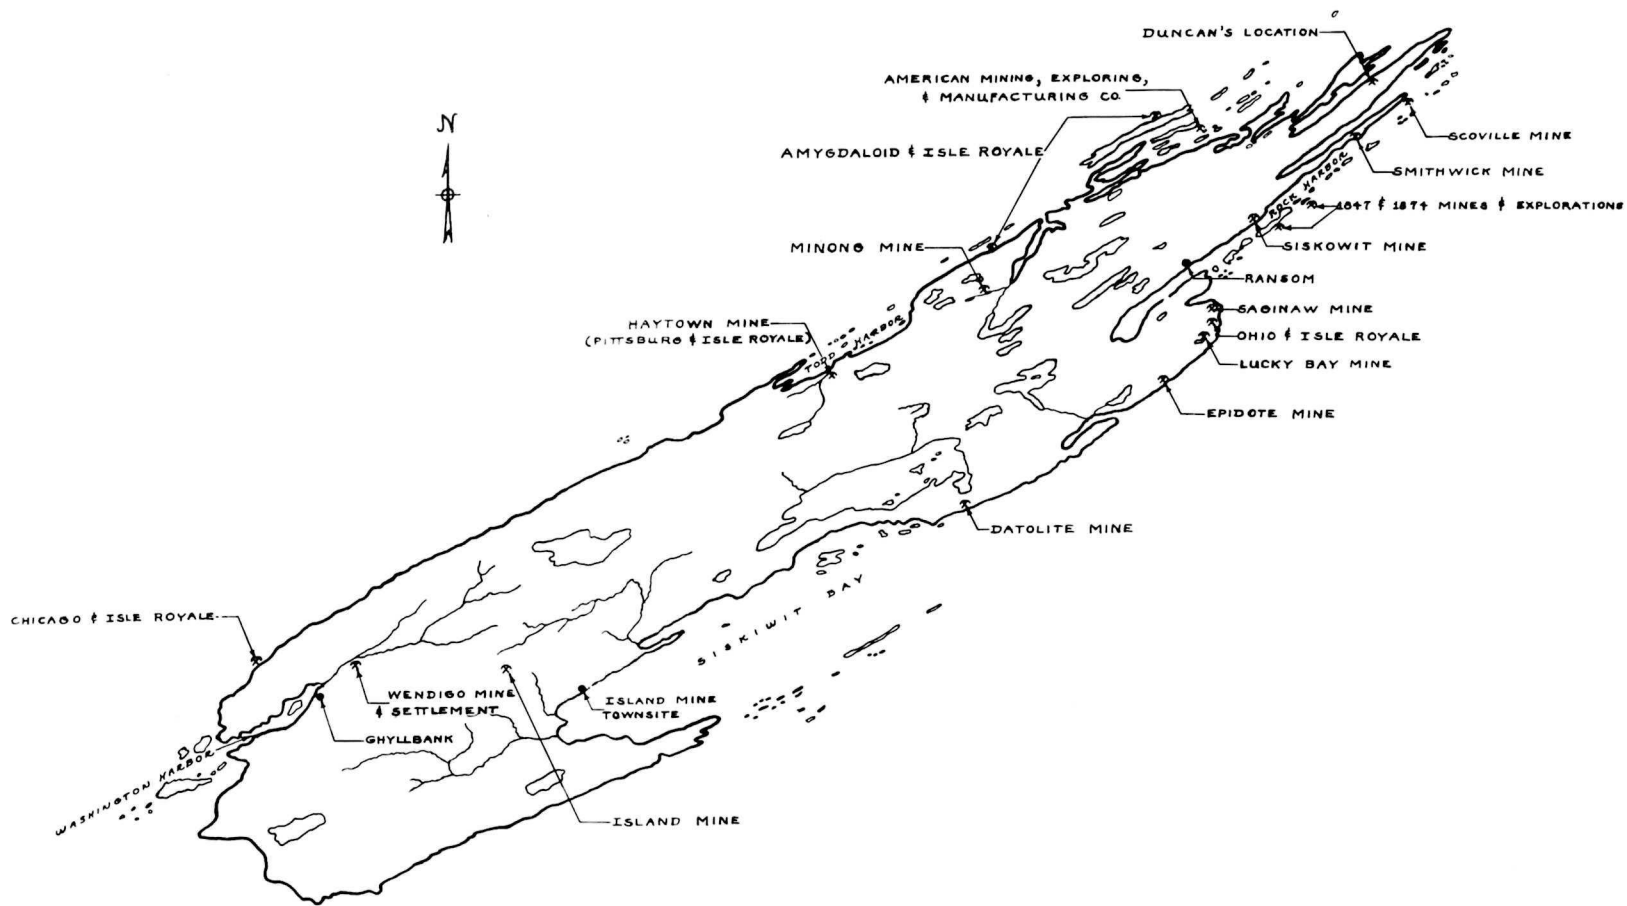 DUNCAN'S LOCATION
AMERICAN MINING, EXPLORING,
& MANUFACTURING CO.
N
SCOVILLE MINE
AMYGDALOID & ISLE ROYALE
SMITHWICK MINE
ROCK HARBOR
1847 & 1874 MINES & EXPLORATIONS
MINONG MINE
SISKOWIT MINE
RANSOM
SAGINAW MINE
HAYTOWN MINE
(PITTSBURG & ISLE ROYALE)
TODD HARBOR
OHIO & ISLE ROYALE
LUCKY BAY MINE
EPIDOTE MINE
DATOLITE MINE
SISKIWIT BAY
CHICAGO & ISLE ROYALE
WENDIGO MINE
& SETTLEMENT
ISLAND MINE
TOWNSITE
GHYLLBANK
WASHINGTON HARBOR
ISLAND MINE